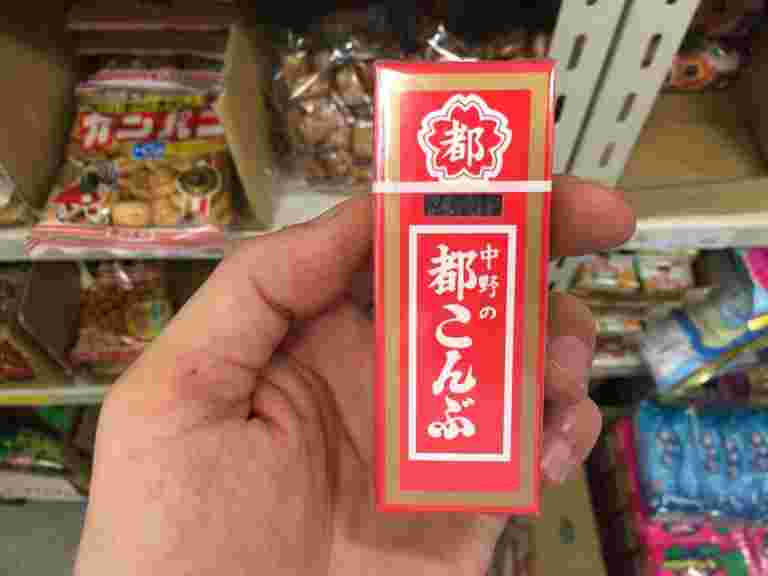 カンパン
都
中野の
都こんぶ